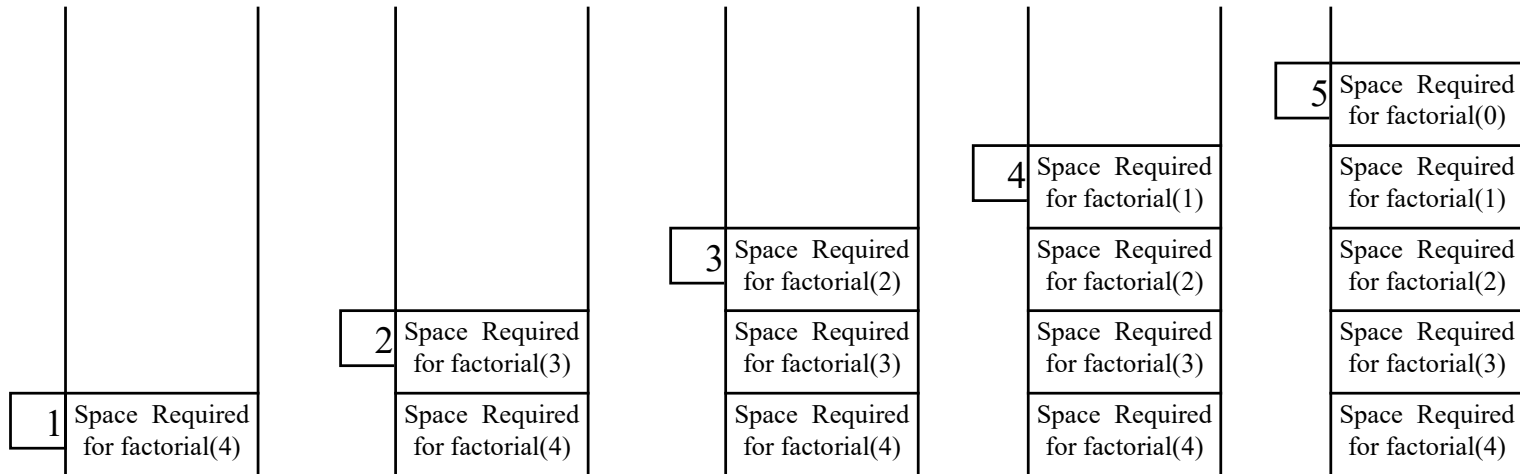 1
Space Required
for factorial(4)
2
Space Required
for factorial(3)
Space Required
for factorial(4)
3
Space Required
for factorial(2)
Space Required
for factorial(3)
Space Required
for factorial(4)
4
Space Required
for factorial(1)
Space Required
for factorial(2)
Space Required
for factorial(3)
Space Required
for factorial(4)
5
Space Required
for factorial(0)
Space Required
for factorial(1)
Space Required
for factorial(2)
Space Required
for factorial(3)
Space Required
for factorial(4)